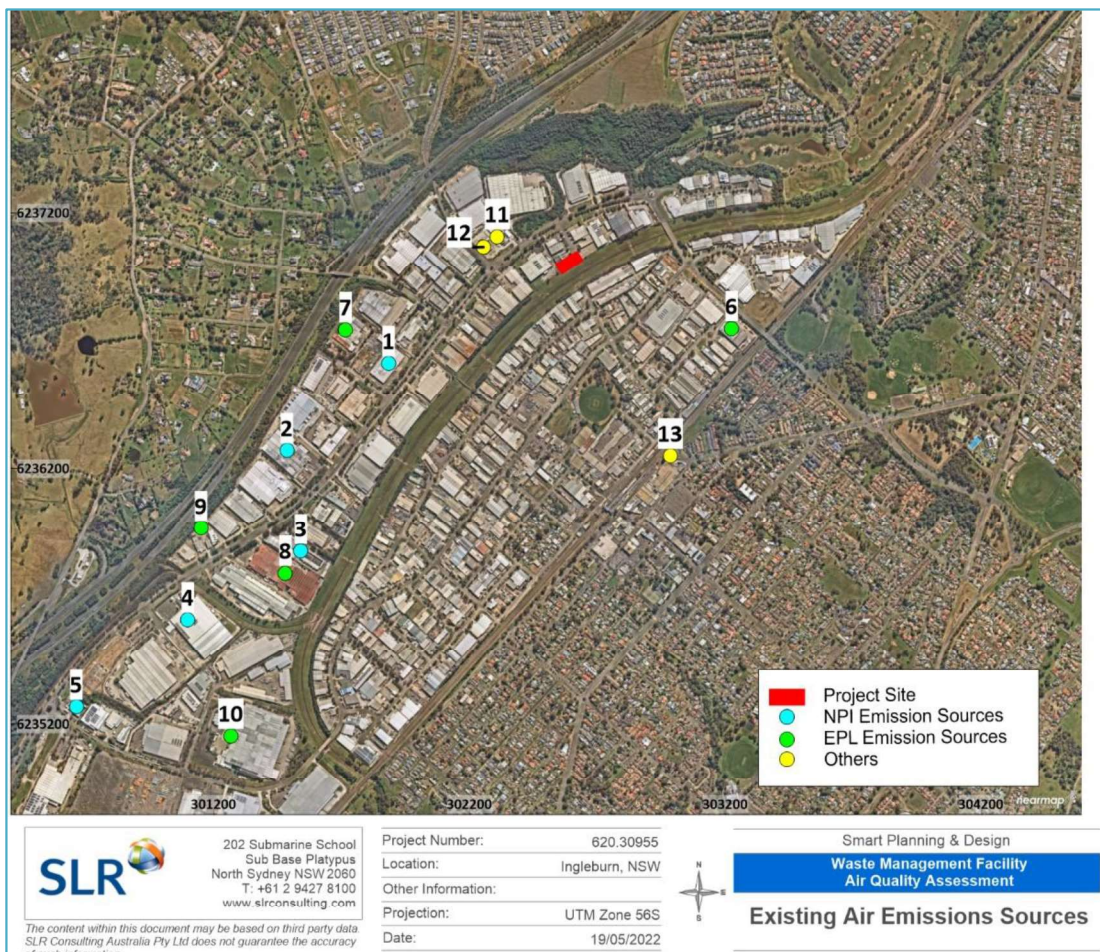 11
12
6237200
7
6
1
2
13
6236200
9
3
8
4
5
10
6235200
Project Site
NPI Emission Sources
EPL Emission Sources
Others
301200
302200
303200
304200
nearmap
SLR
202 Submarine School
Sub Base Platypus
North Sydney NSW 2060
T: +61 2 9427 8100
www.slrconsulting.com
The content within this document may be based on third party data.
SLR Consulting Australia Pty Ltd does not guarantee the accuracy
Project Number: 620.30955
Location: Ingleburn, NSW
Other Information:
Projection: UTM Zone 56S
Date: 19/05/2022
N
S
Smart Planning & Design
Waste Management Facility
Air Quality Assessment
Existing Air Emissions Sources